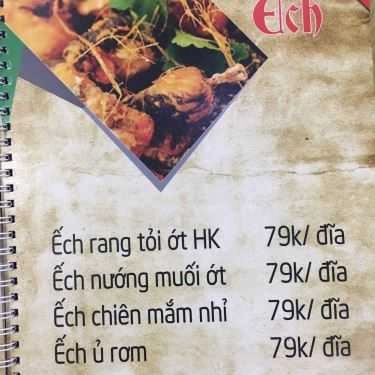 Ếch
Ếch rang tỏi ớt HK 79k/ đĩa
Ếch nướng muối ớt 79k/ đĩa
Ếch chiên mắm nhỉ 79k/ đĩa
Ếch ủ rơm 79k/ đĩa